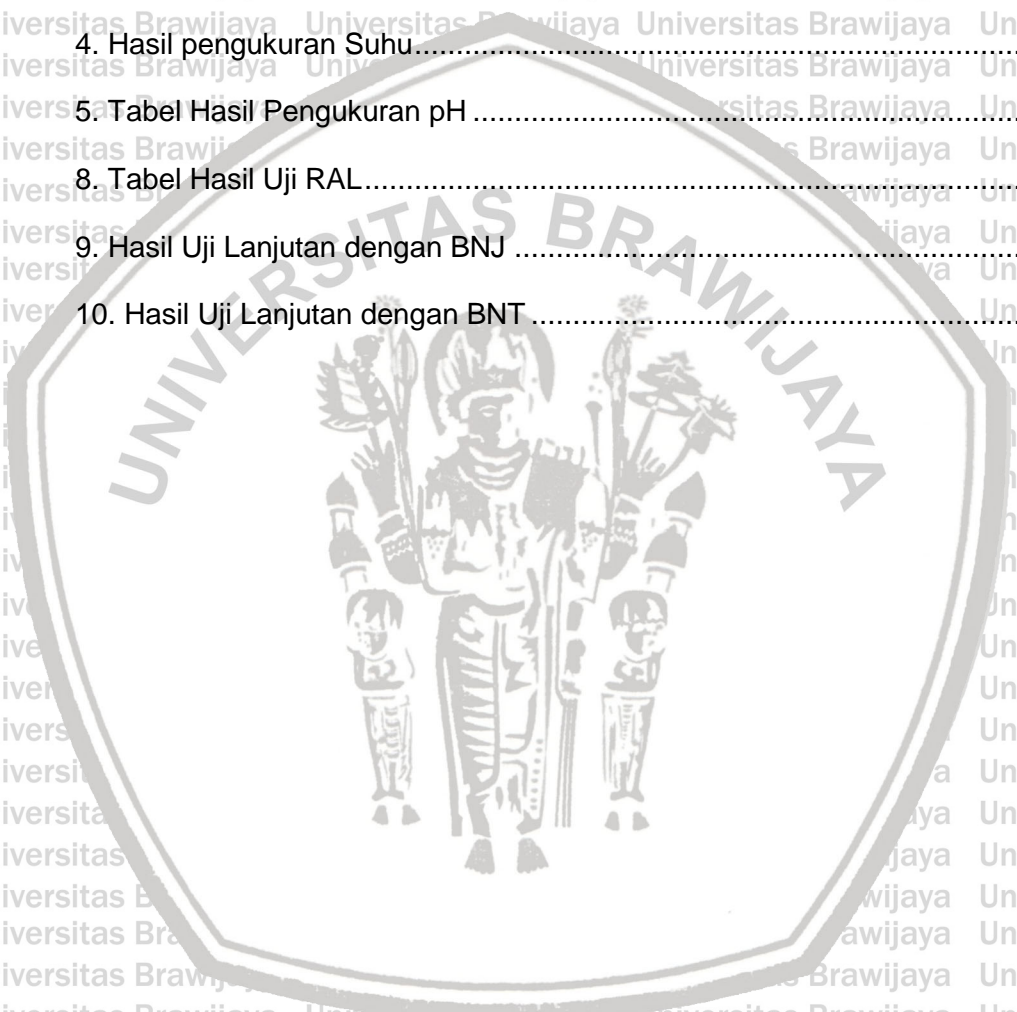 4. Hasil pengukuran Suhu
5. Tabel Hasil Pengukuran pH
8. Tabel Hasil Uji RAL
9. Hasil Uji Lanjutan dengan BNJ
10. Hasil Uji Lanjutan dengan BNT
UNIVERSITAS BRAWIJAYA